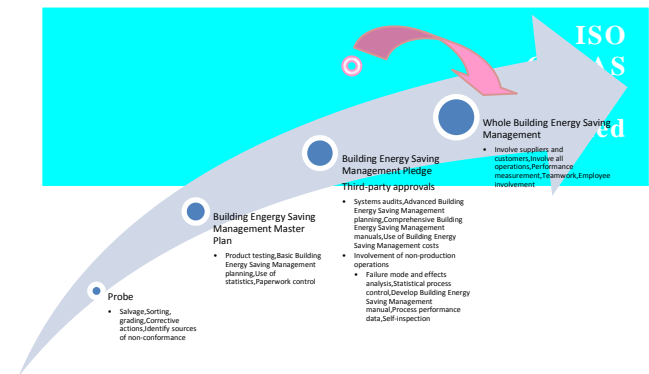 ISO
AS
ed
Whole Building Energy Saving
Management
• Involve suppliers and
customers,Involve all
operations,Performance
measurement,Teamwork,Employee
involvement
Building Energy Saving
Management Pledge
Third-party approvals
• Systems audits,Advanced Building
Energy Saving Management
planning,Comprehensive Building
Energy Saving Management
manuals,Use of Building Energy
Saving Management costs
• Involvement of non-production
operations
• Failure mode and effects
analysis,Statistical process
control,Develop Building Energy
Saving Management
manual,Process performance
data,Self-inspection
Building Engergy Saving
Management Master
Plan
• Product testing,Basic Building
Energy Saving Management
planning,Use of
statistics,Paperwork control
Probe
• Salvage,Sorting,
grading,Corrective
actions,Identify sources
of non-conformance